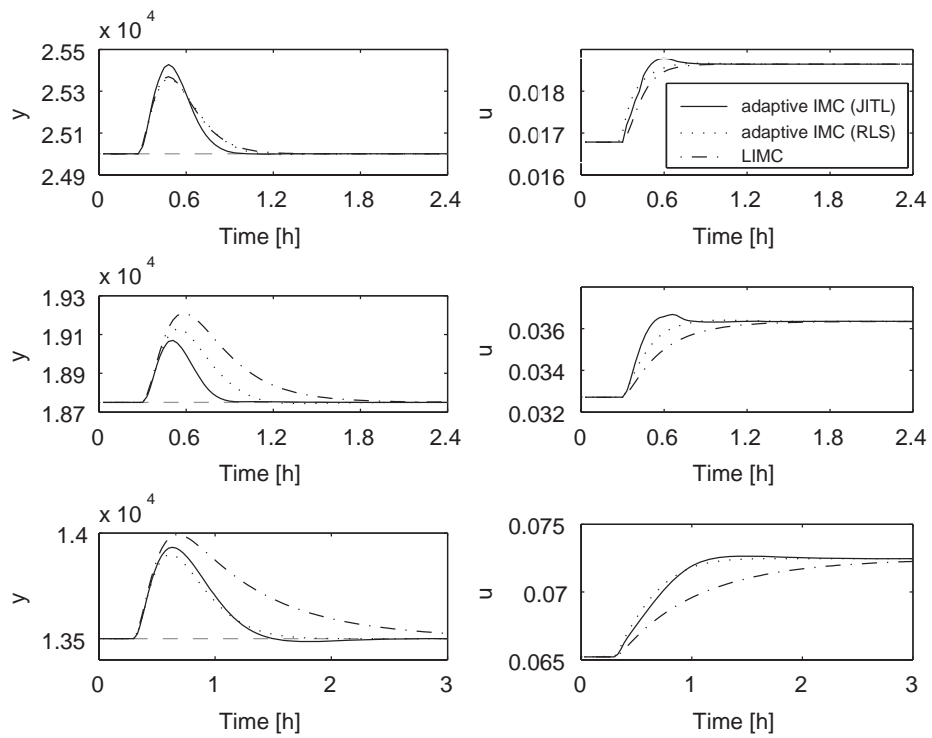 x 10 4
2.55
2.53
2.51
2.49
y
0 0.6 1.2 1.8 2.4
Time [h]
0.018
0.017
0.016
u
0 0.6 1.2 1.8 2.4
Time [h]
adaptive IMC (JITL)
adaptive IMC (RLS)
LIMC
x 10 4
1.93
1.91
1.89
1.87
y
0 0.6 1.2 1.8 2.4
Time [h]
0.036
0.034
0.032
u
0 0.6 1.2 1.8 2.4
Time [h]
x 10 4
1.4
1.35
y
0 1 2 3
Time [h]
0.075
0.07
0.065
u
0 1 2 3
Time [h]